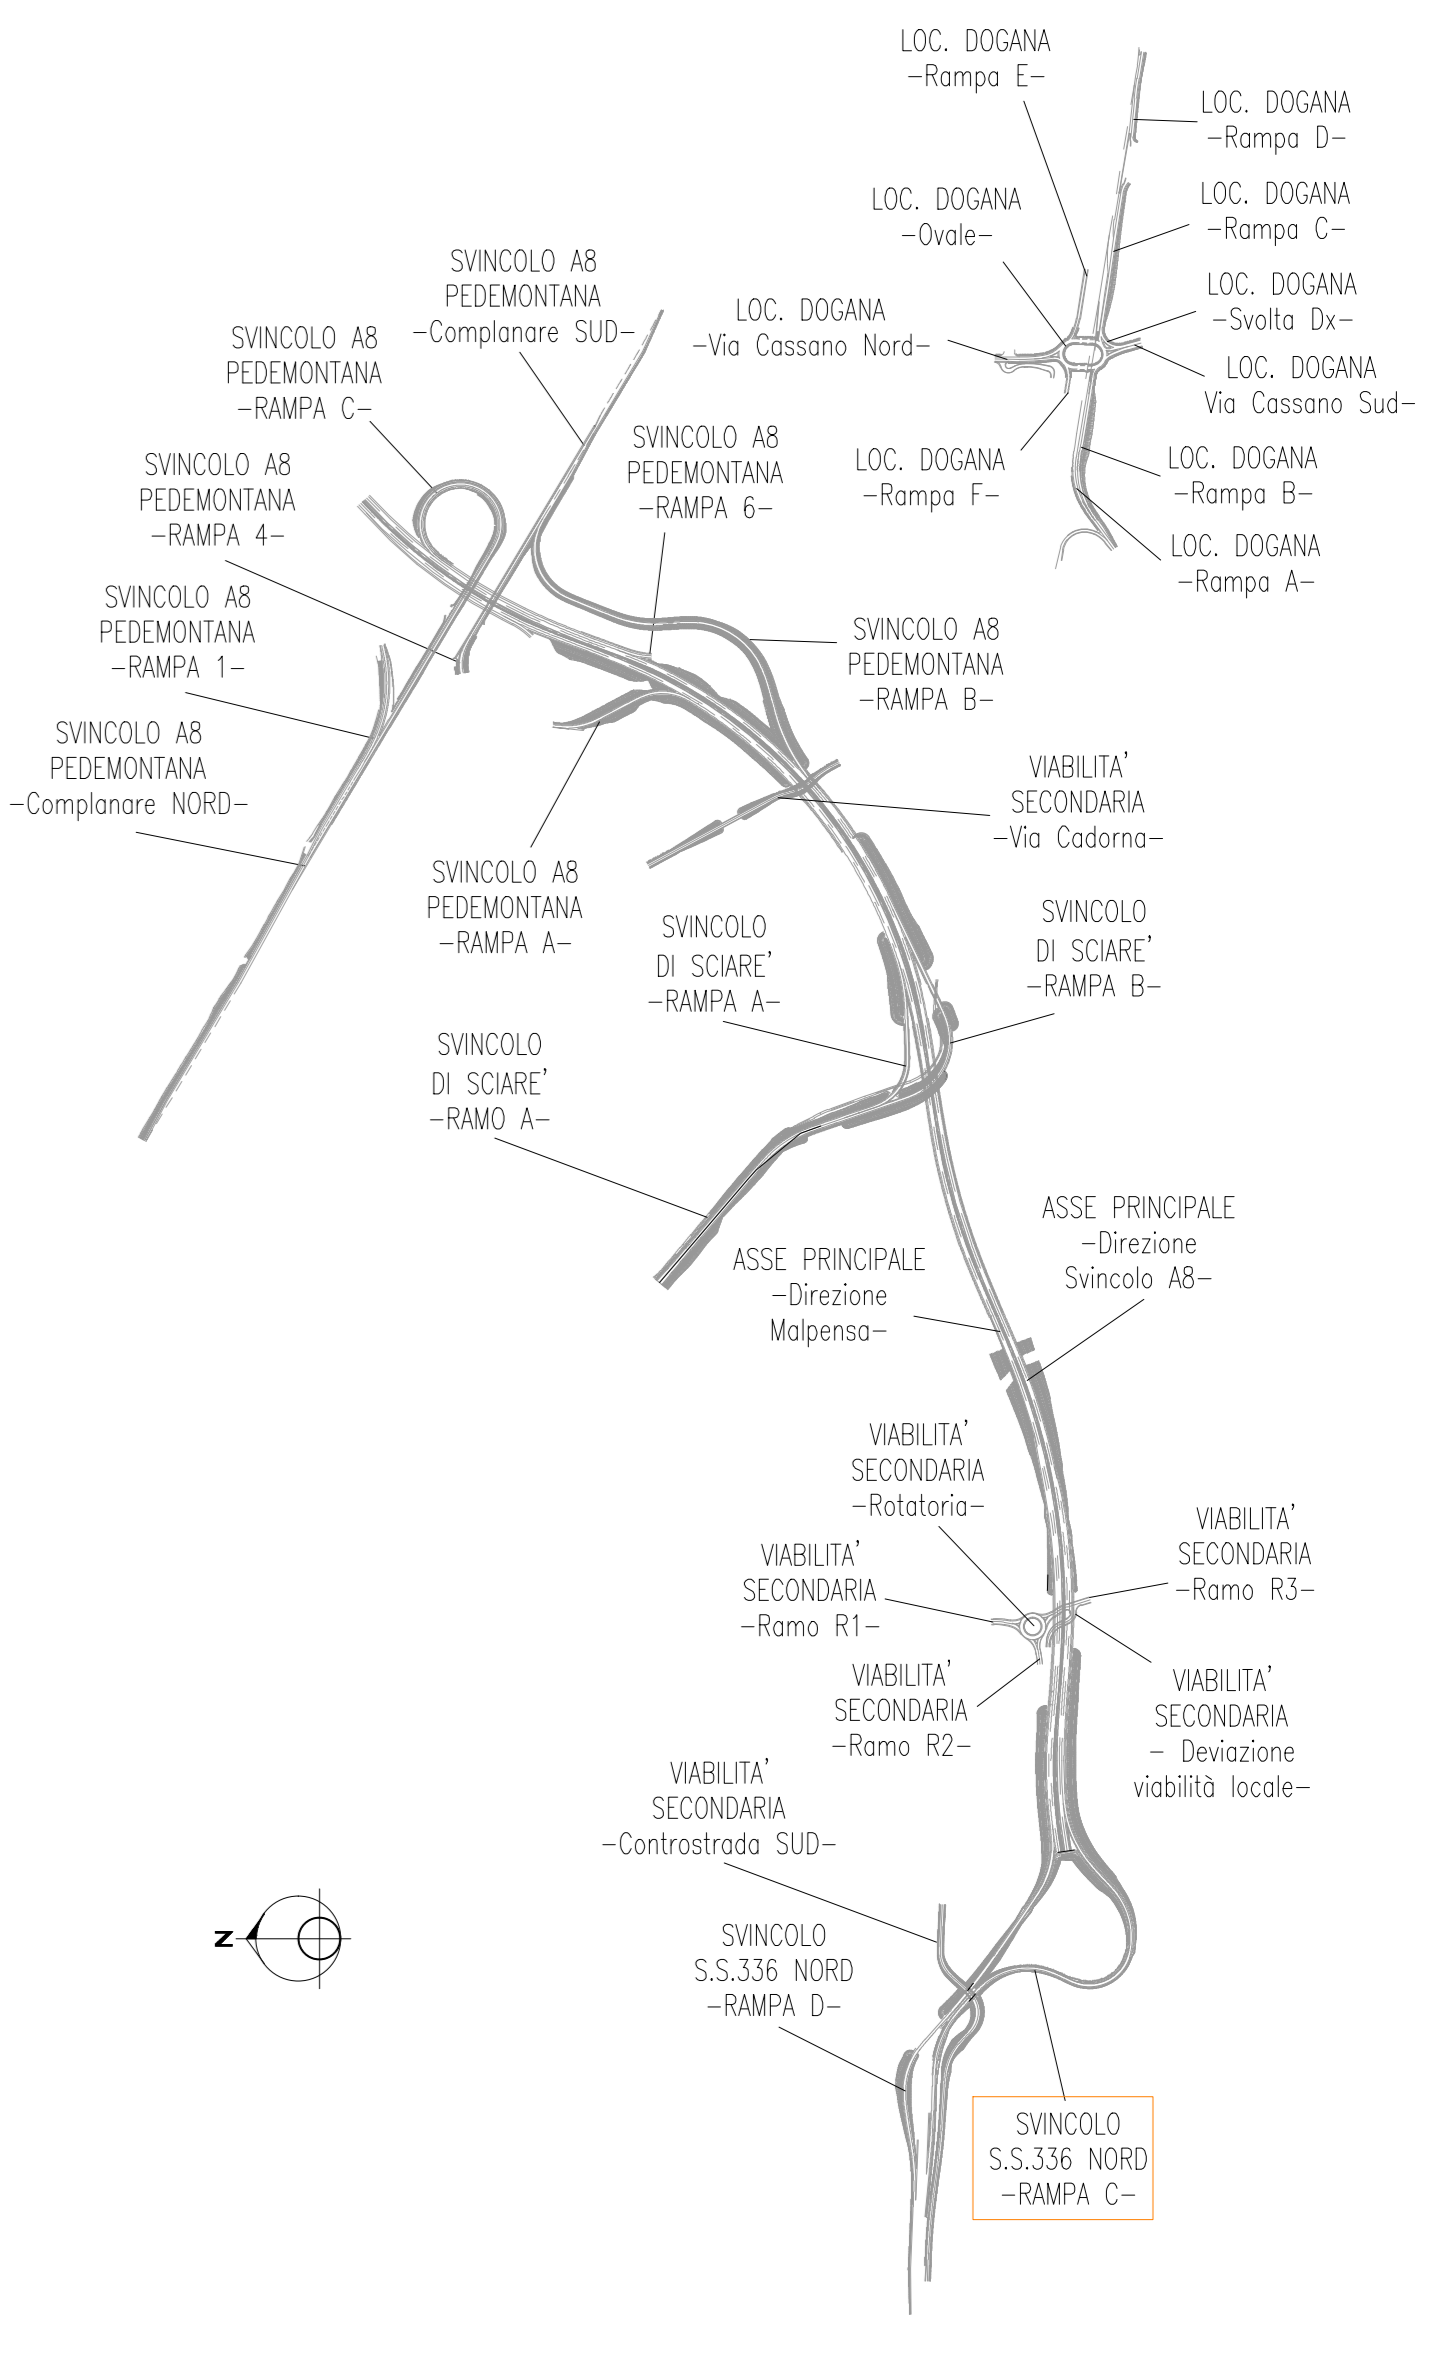 LOC. DOGANA
-Rampa E-
LOC. DOGANA
-Rampa D-
LOC. DOGANA
-Rampa C-
LOC. DOGANA
-Ovale-
SVINCOLO A8
PEDEMONTANA
-Complanare SUD-
LOC. DOGANA
-Svolta Dx-
LOC. DOGANA
-Via Cassano Nord-
SVINCOLO A8
PEDEMONTANA
-RAMPA C-
LOC. DOGANA
Via Cassano Sud-
SVINCOLO A8
PEDEMONTANA
-RAMPA 6-
LOC. DOGANA
-Rampa F-
LOC. DOGANA
-Rampa B-
SVINCOLO A8
PEDEMONTANA
-RAMPA 4-
LOC. DOGANA
-Rampa A-
SVINCOLO A8
PEDEMONTANA
-RAMPA 1-
SVINCOLO A8
PEDEMONTANA
-RAMPA B-
SVINCOLO A8
PEDEMONTANA
-Complanare NORD-
VIABILITA'
SECONDARIA
-Via Cadorna-
SVINCOLO A8
PEDEMONTANA
-RAMPA A-
SVINCOLO
DI SCIARE'
-RAMPA B-
SVINCOLO
DI SCIARE'
-RAMPA A-
SVINCOLO
DI SCIARE'
-RAMO A-
ASSE PRINCIPALE
-Direzione
Svincolo A8-
ASSE PRINCIPALE
-Direzione
Malpensa-
VIABILITA'
SECONDARIA
-Rotatoria-
VIABILITA'
SECONDARIA
-Ramo R3-
VIABILITA'
SECONDARIA
-Ramo R1-
VIABILITA'
SECONDARIA
-Ramo R2-
VIABILITA'
SECONDARIA
- Deviazione
viabilità locale-
VIABILITA'
SECONDARIA
-Controstrada SUD-
N
SVINCOLO
S.S.336 NORD
-RAMPA D-
SVINCOLO
S.S.336 NORD
-RAMPA C-